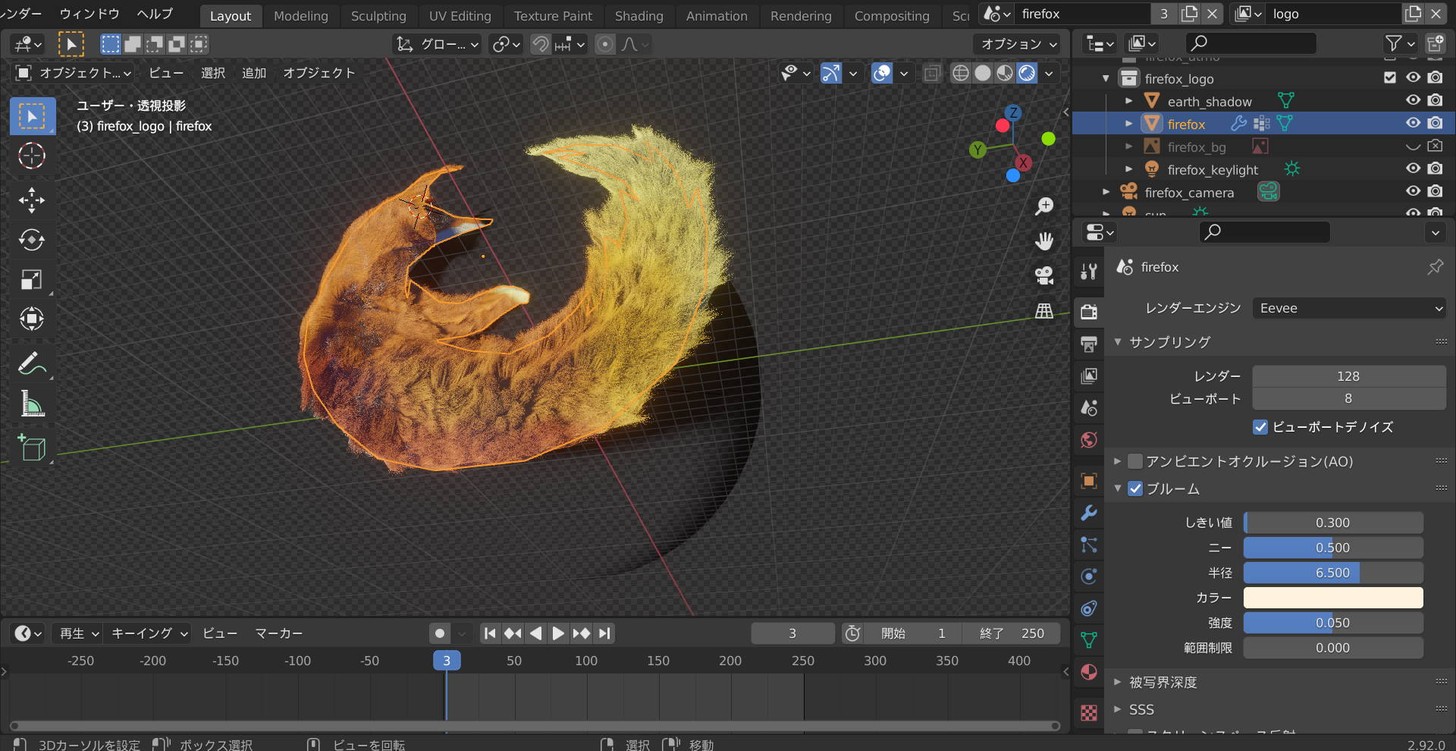 レンダー ウィンドウ ヘルプ Layout Modeling Sculpting UV Editing Texture Paint Shading Animation Rendering Compositing firefox 3 logo
グロー... オプション
オブジェクト... ビュー 選択 追加 オブジェクト
ユーザー・透視投影
(3) firefox_logo | firefox
Z
Y
X
firefox_logo
earth_shadow
firefox
firefox_bg
firefox_keylight
firefox_camera
sun
firefox
レンダーエンジン Eevee
サンプリング
レンダー 128
ビューポート 8
ビューポートデノイズ
アンビエントオクルージョン(AO)
ブルーム
しきい値 0.300
ニー 0.500
半径 6.500
カラー
強度 0.050
範囲制限 0.000
被写界深度
SSS
再生 キーイング ビュー マーカー 3 開始 1 終了 250
-250 -200 -150 -100 -50 3 50 100 150 200 250 300 350 400
3Dカーソルを設定 ボックス選択 ビューを回転 選択 移動 2.92.0